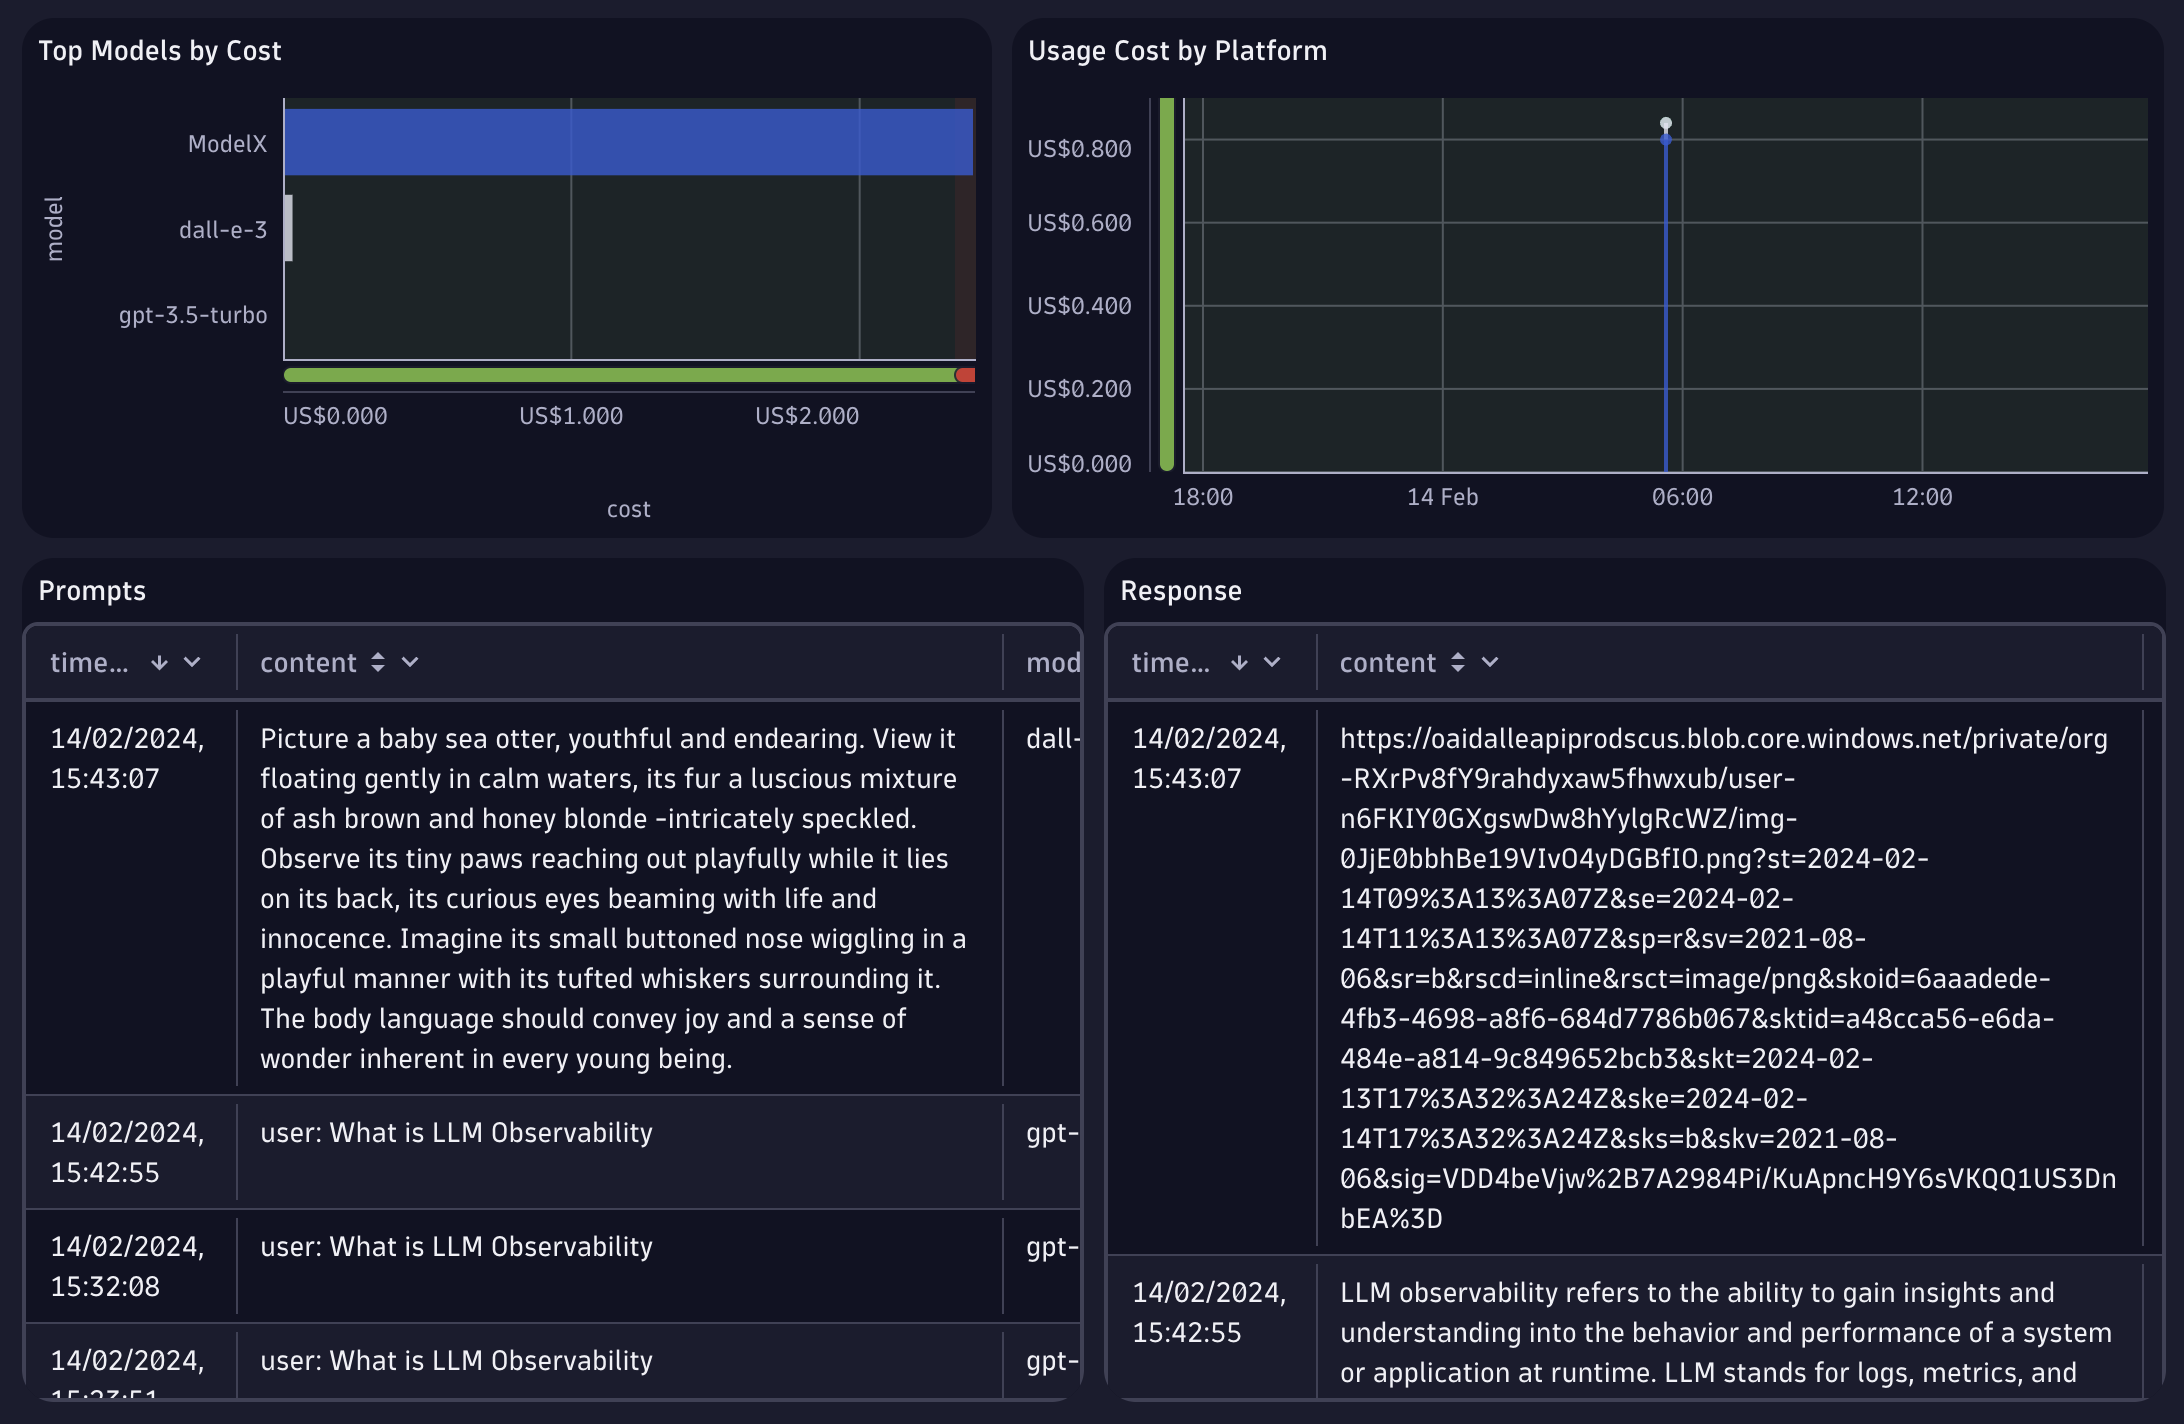 Top Models by Cost
model
ModelX
dall-e-3
gpt-3.5-turbo
US$0.000 US$1.000 US$2.000
cost
Usage Cost by Platform
US$0.800
US$0.600
US$0.400
US$0.200
US$0.000
18:00 14 Feb 06:00 12:00
Prompts
time... content mod
14/02/2024,
15:43:07
Picture a baby sea otter, youthful and endearing. View it
floating gently in calm waters, its fur a luscious mixture
of ash brown and honey blonde -intricately speckled.
Observe its tiny paws reaching out playfully while it lies
on its back, its curious eyes beaming with life and
innocence. Imagine its small buttoned nose wiggling in a
playful manner with its tufted whiskers surrounding it.
The body language should convey joy and a sense of
wonder inherent in every young being.
dall-
14/02/2024,
15:42:55
user: What is LLM Observability
gpt-
14/02/2024,
15:32:08
user: What is LLM Observability
gpt-
14/02/2024,
15:23:51
user: What is LLM Observability
gpt-
Response
time... content
14/02/2024,
15:43:07
https://oaidalleapiprodscus.blob.core.windows.net/private/org
-RXrPv8fY9rahdyxaw5fhwxub/user-
n6FKIY0GXgswDw8hYylgRcWZ/img-
0JjE0bbhBe19VIvO4yDGBfIO.png?st=2024-02-
14T09%3A13%3A07Z&se=2024-02-
14T11%3A13%3A07Z&sp=r&sv=2021-08-
06&sr=b&rscd=inline&rsct=image/png&skoid=6aaadede-
4fb3-4698-a8f6-684d7786b067&sktid=a48cca56-e6da-
484e-a814-9c849652bcb3&skt=2024-02-
13T17%3A32%3A24Z&ske=2024-02-
14T17%3A32%3A24Z&sks=b&skv=2021-08-
06&sig=VDD4beVjw%2B7A2984Pi/KuApncH9Y6sVKQQ1US3Dn
bEA%3D
14/02/2024,
15:42:55
LLM observability refers to the ability to gain insights and
understanding into the behavior and performance of a system
or application at runtime. LLM stands for logs, metrics, and